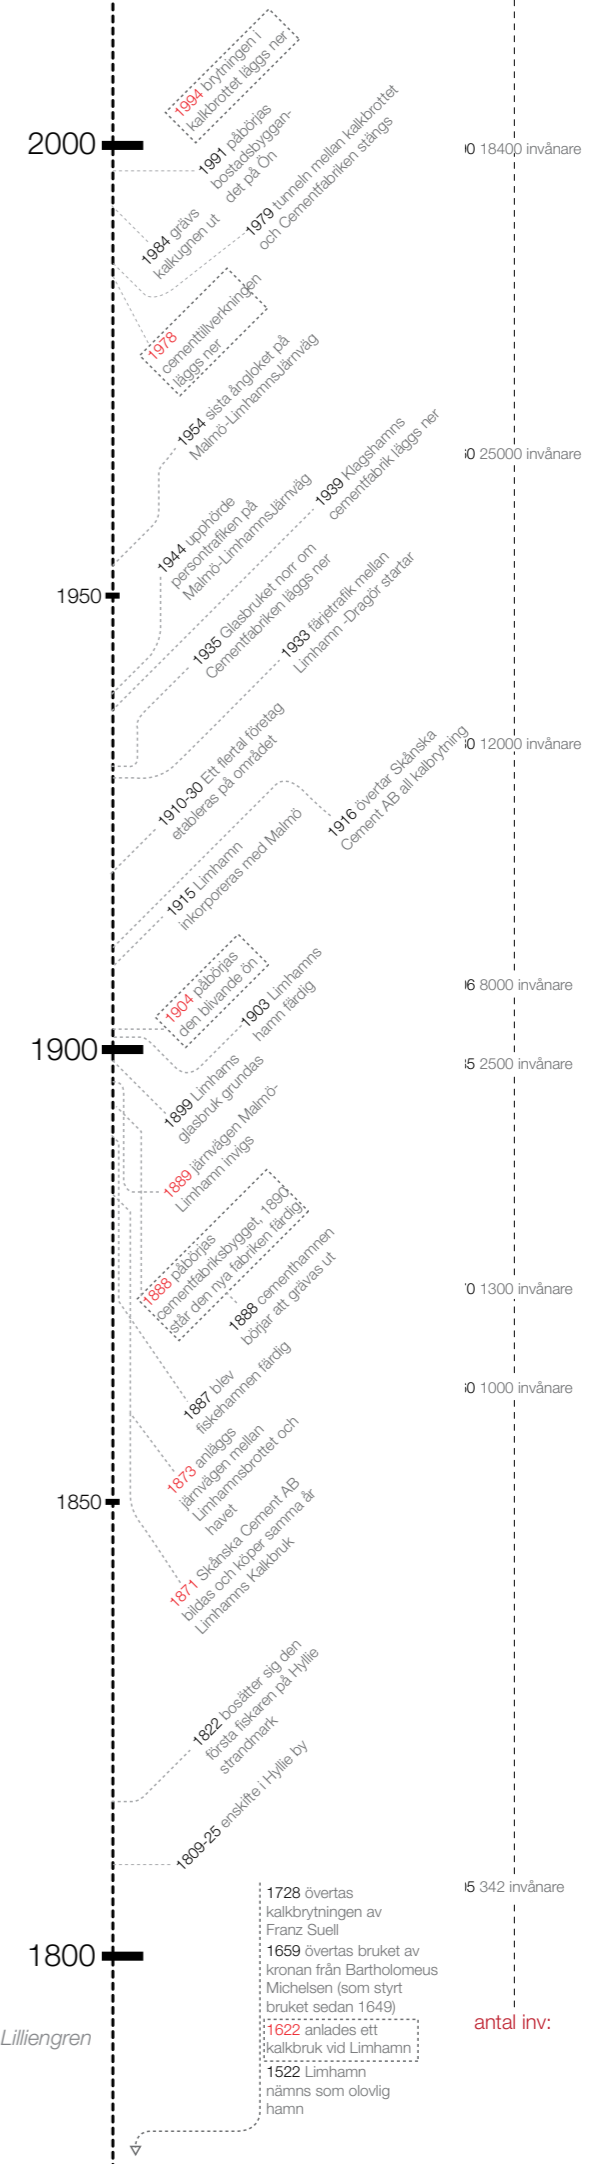 1994 brytningen i
kalkbrottet läggs ner
2000
1991 påbörjas
bostadsbyggan-
det på Ön
1979 tunneln mellan kalkbrottet
och Cementfabriken stängs
0 18400 invånare
1984 grävs
kalkugnen ut
1978
cementtillverkningen
läggs ner
1954 sista ångloket på
Malmö-LimhamnsJärnväg
0 25000 invånare
1939 Klagshamns
cementfabrik läggs ner
1944 upphörde
persontrafiken på
Malmö-LimhamnsJärnväg
1950
1935 Glasbruket norr om
Cementfabriken läggs ner
1933 färjetrafik mellan
Limhamn -Dragör startar
1910-30 Ett flertal företag
etableras på området
0 12000 invånare
1916 övertar Skånska
Cement AB all kalbrytning
1915 Limhamn
inkorporeras med Malmö
1904 påbörjas
den blivande ön
1903 Limhamns
hamn färdig
6 8000 invånare
1900
5 2500 invånare
1899 Limhams
glasbruk grundas
1889 järnvägen Malmö-
Limhamn invigs
1888 påbörjas
cementfabriksbygget, 1890
står den nya fabriken färdig
1888 cementhamnen
börjar att grävas ut
0 1300 invånare
1887 blev
fiskehamnen färdig
0 1000 invånare
1873 anläggs
järnvägen mellan
Limhamnsbrottet och
havet
1850
1871 Skånska Cement AB
bildas och köper samma år
Limhamns Kalkbruk
1822 bosätter sig den
första fiskaren på Hyllie
strandmark
1809-25 enskifte i Hyllie by
5 342 invånare
1728 övertas
kalkbrytningen av
Franz Suell
1800
1659 övertas bruket av
kronan från Bartholomeus
Michelsen (som styrt
bruket sedan 1649)
1622 anlades ett
kalkbruk vid Limhamn
antal inv:
Lilliengren
1522 Limhamn
nämns som olovlig
hamn